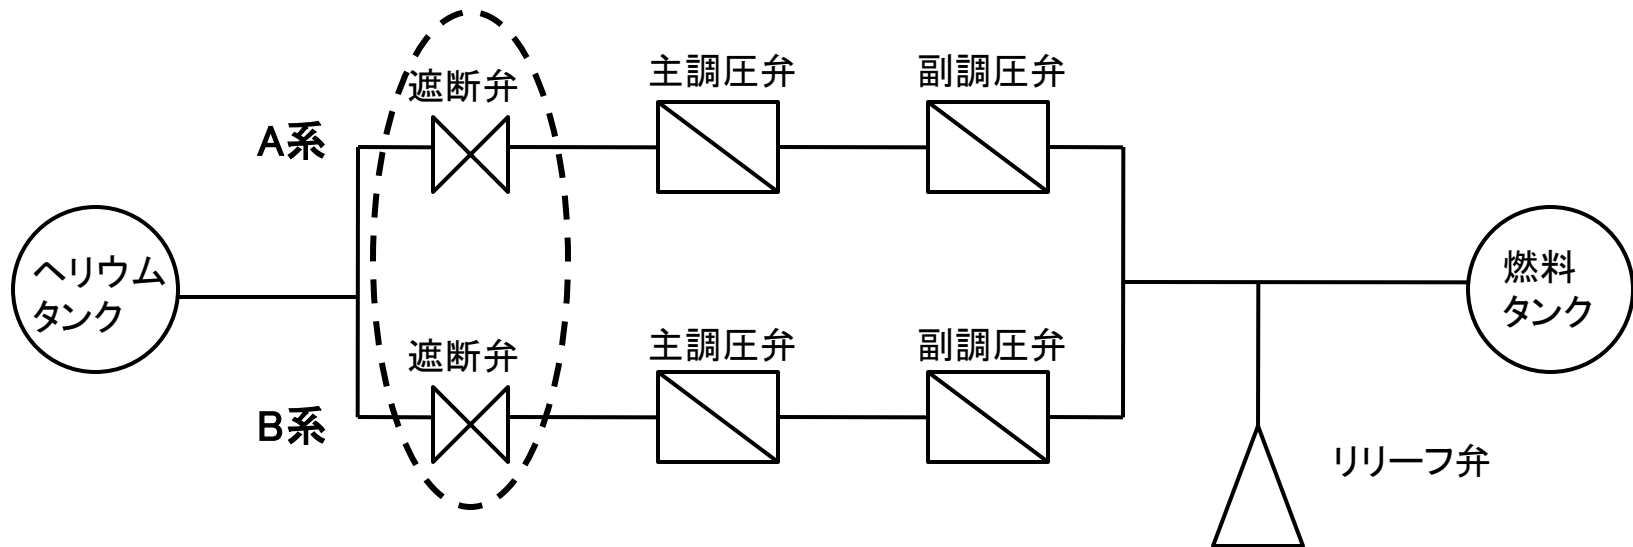 遮断弁
主調圧弁
副調圧弁
A系
ヘリウム
タンク
燃料
タンク
遮断弁
主調圧弁
副調圧弁
B系
リリーフ弁